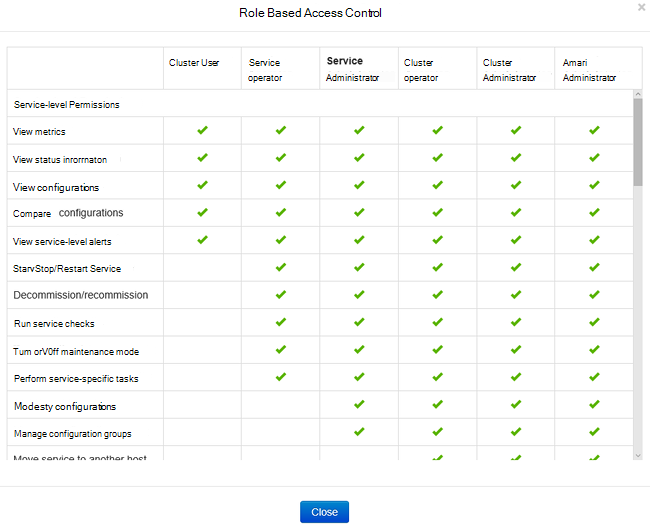 Role Based Access Control
Cluster User
Service
operator
Service
Administrator
Cluster
operator
Cluster
Administrator
Amari
Administrator
Service-level Permissions
View metrics
View status inrorrnaton
View configurations
Compare configurations
View service-level alerts
StarvStop/Restart Service
Decommission/recommission
Run service checks
Tum orV0ff maintenance mode
Perform service-specific tasks
Modesty configurations
Manage configuration groups
Move service to another host
Close